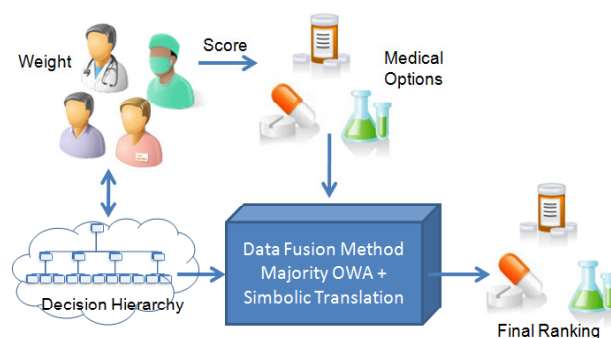 Weight
Score
Medical
Options
Data Fusion Method
Majority OWA +
Simbolic Translation
Decision Hierarchy
Final Ranking